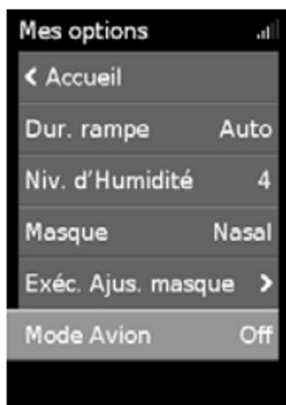 Mes options
< Accueil
Dur. rampe Auto
Niv. d'Humidité 4
Masque Nasal
Exéc. Ajus. masque >
Mode Avion Off